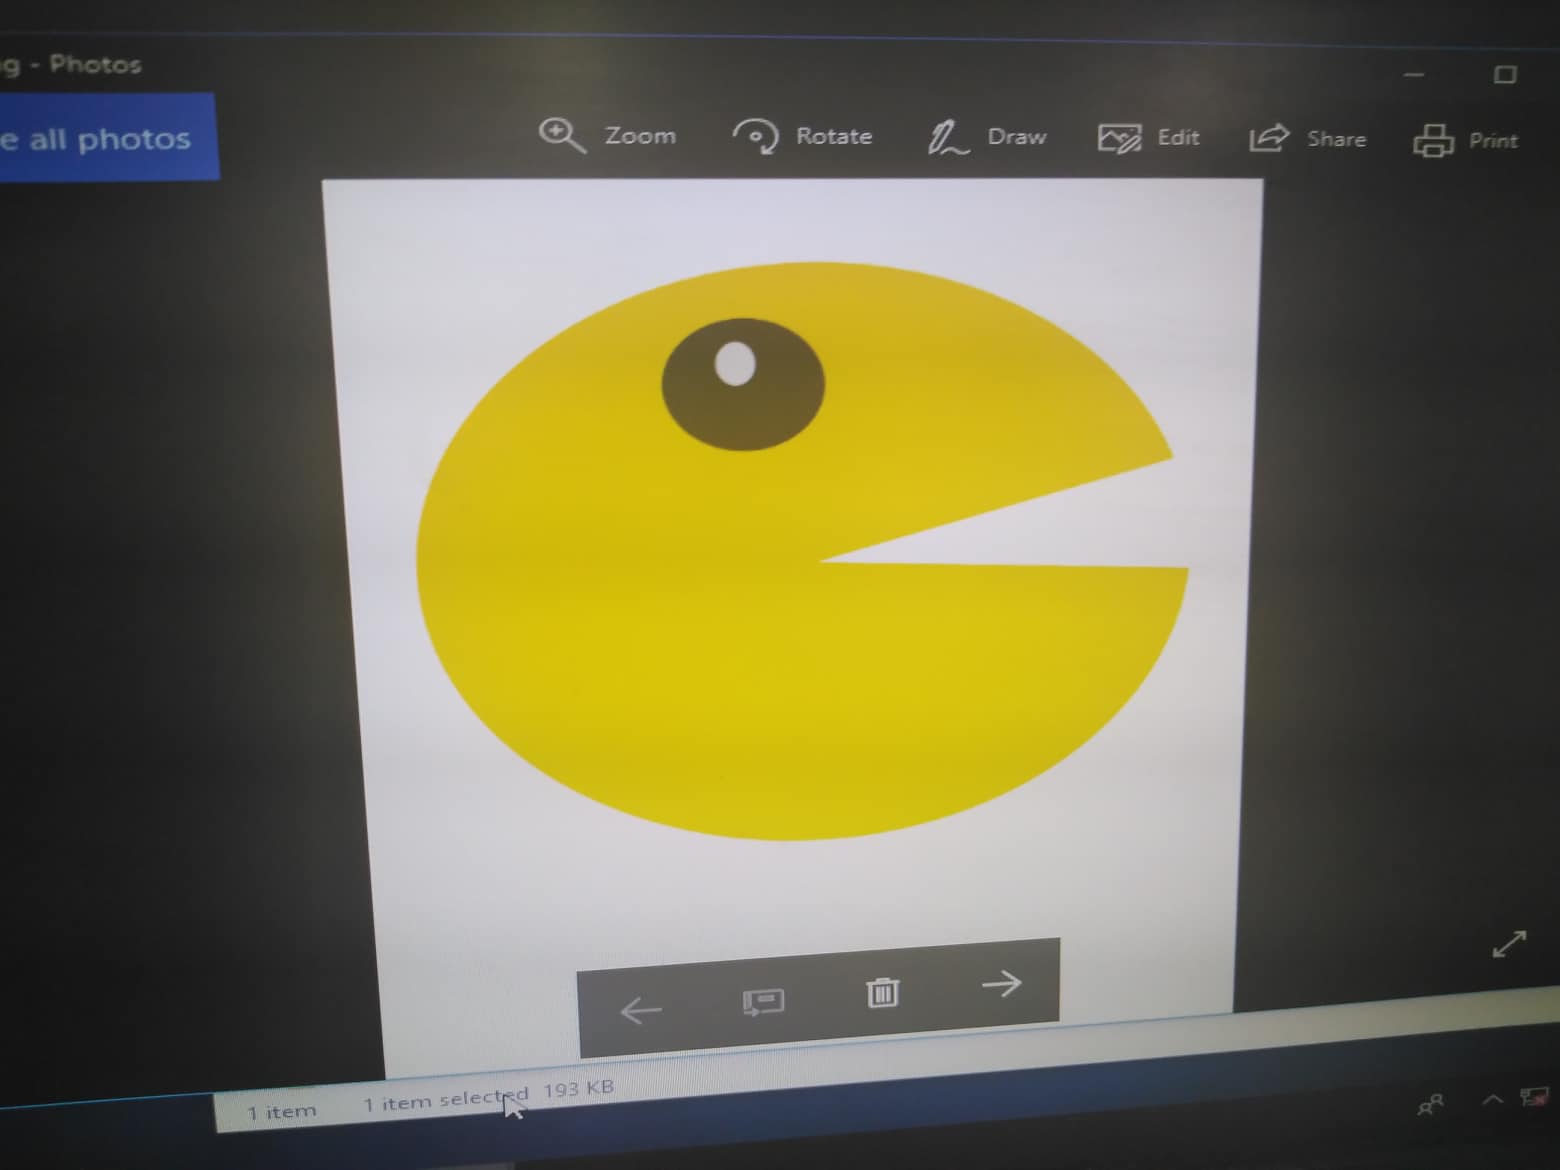 g - Photos
e all photos
Zoom
Rotate
Draw
Edit
Share
Print
1 item
1 item selected 193 KB